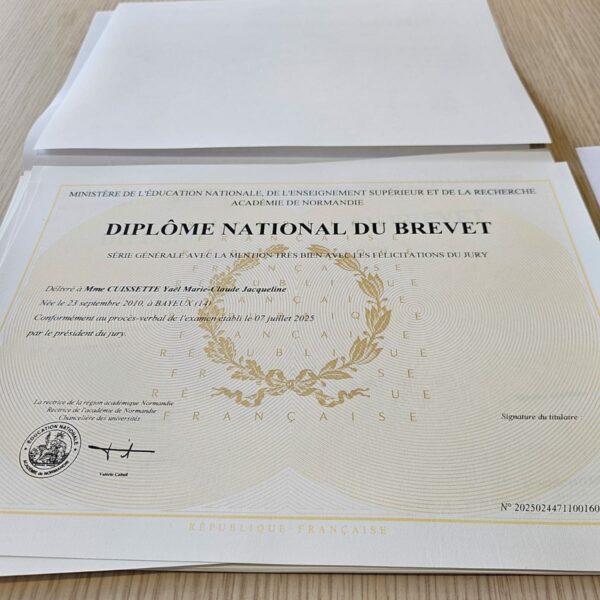 MINISTÈRE DE L'ÉDUCATION NATIONALE, DE L'ENSEIGNEMENT SUPÉRIEUR ET DE LA RECHERCHE
ACADÉMIE DE NORMANDIE
DIPLÔME NATIONAL DU BREVET
SÉRIE GÉNÉRALE AVEC LA MENTION TRÈS BIEN AVEC LES FÉLICITATIONS DU JURY
Délivré à Mme CUISSETTE Yaël Marie-Claude Jacqueline
Née le 23 septembre 2010, à BAYEUX (14)
Conformément au procès-verbal de l'examen établi le 07 juillet 2025
par le président du jury.
La rectrice de la région académique Normandie
Rectrice de l'académie de Normandie
Chancelière des universités
Signature du titulaire :
ÉDUCATION NATIONALE
ACADÉMIE DE NORMANDIE
Valérie Cabuil
N° 2025024471100160
RÉPUBLIQUE FRANÇAISE